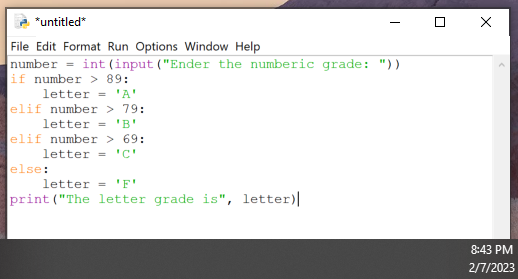 *untitled*
File Edit Format Run Options Window Help
number = int(input("Ender the numberic grade: "))
if number > 89:
    letter = 'A'
elif number > 79:
    letter = 'B'
elif number > 69:
    letter = 'C'
else:
    letter = 'F'
print("The letter grade is", letter)
8:43 PM
2/7/2023